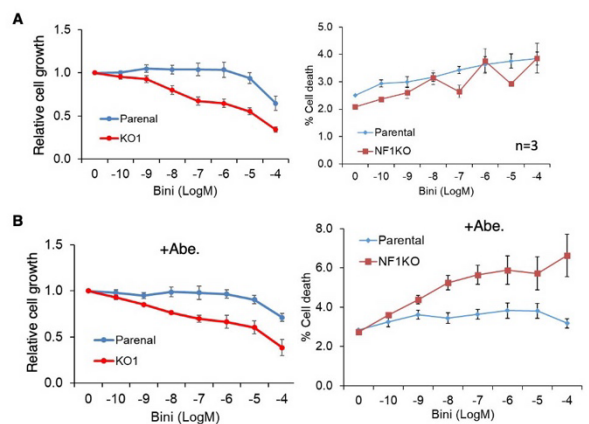 A
Relative cell growth
1.5
1.0
0.5
0.0
Parenal
KO1
0 -10 -9 -8 -7 -6 -5 -4
Bini (LogM)
% Cell death
5.0
4.0
3.0
2.0
1.0
0.0
Parental
NF1KO
n=3
0 -10 -9 -8 -7 -6 -5 -4
Bini (LogM)
B
+Abe.
Relative cell growth
1.5
1.0
0.5
0.0
Parenal
KO1
0 -10 -9 -8 -7 -6 -5 -4
Bini (LogM)
+Abe.
% Cell death
8.0
6.0
4.0
2.0
0.0
Parental
NF1KO
0 -10 -9 -8 -7 -6 -5 -4
Bini (LogM)